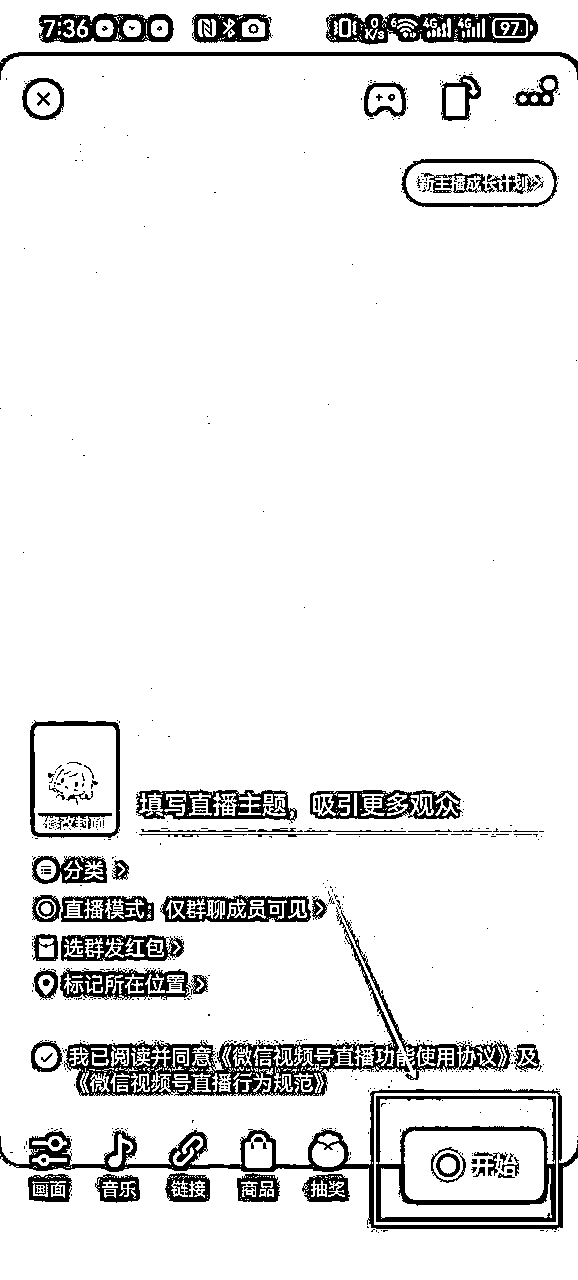 7:36 0 K/s 6 4G 4G 97
新主播成长计划
修改封面
填写直播主题，吸引更多观众
分类
直播模式：仅群聊成员可见
选群发红包
标记所在位置
我已阅读并同意《微信视频号直播功能使用协议》及
《微信视频号直播行为规范》
画面 音乐 链接 商品 抽奖 开始